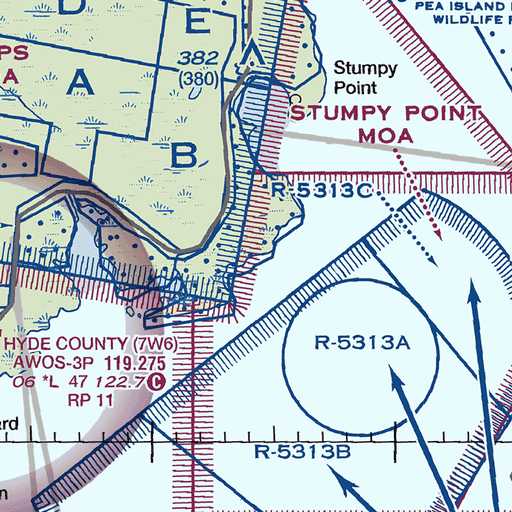 D
E
PEA ISLAND
WILDLIFE
PS
A
A
382
(380)
Stumpy
Point
STUMPY POINT
MOA
B
R-5313C
HYDE COUNTY (7W6)
AWOS-3P 119.275
06 *L 47 122.7 C
RP 11
R-5313A
R-5313B
ard
n